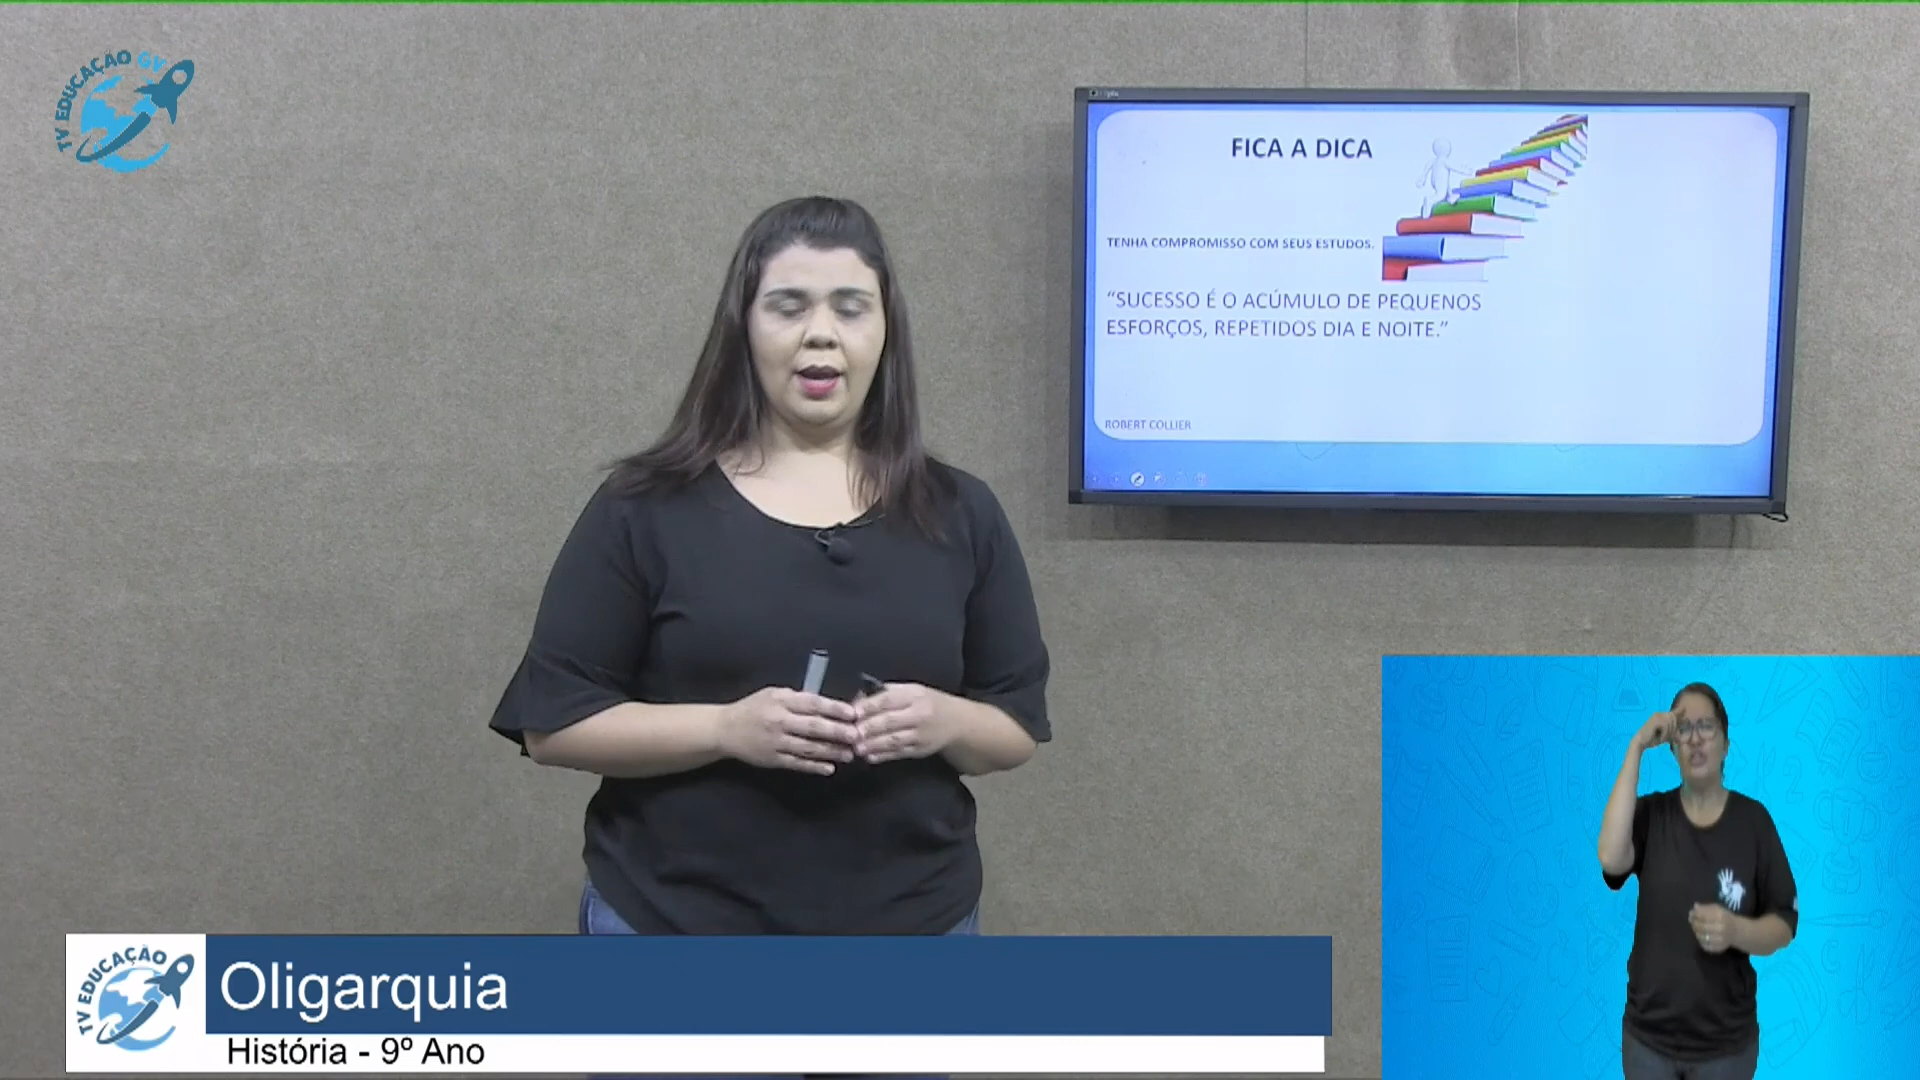 TV EDUCAÇÃO GV
FICA A DICA
TENHA COMPROMISSO COM SEUS ESTUDOS.
“SUCESSO É O ACÚMULO DE PEQUENOS
ESFORÇOS, REPETIDOS DIA E NOITE.”
ROBERT COLLIER
TV EDUCAÇÃO
Oligarquia
História - 9º Ano